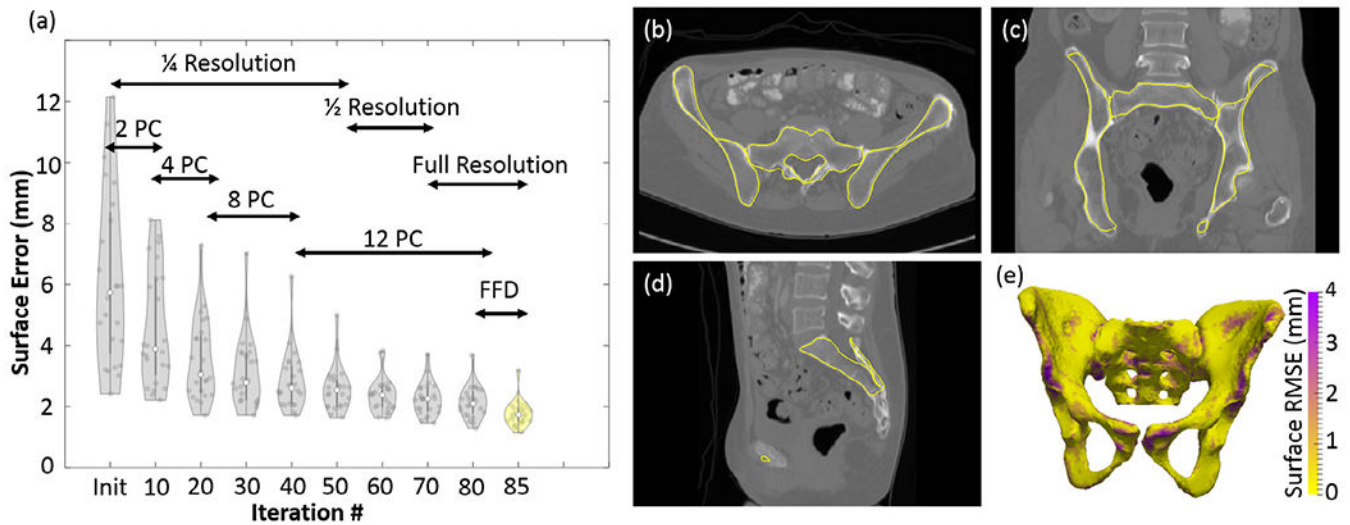 (a)
¼ Resolution
2 PC
½ Resolution
4 PC
Full Resolution
8 PC
12 PC
FFD
Surface Error (mm)
12
10
8
6
4
2
0
Init 10 20 30 40 50 60 70 80 85
Iteration #
(b)
(c)
(d)
(e)
Surface RMSE (mm)
4
3
2
1
0